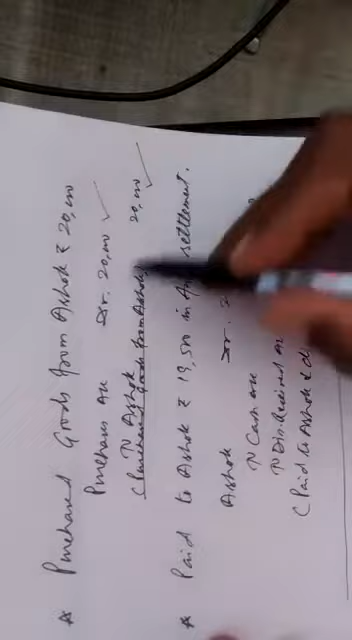 * Purchased Goods from Ashok ₹ 20,000
Purchases A/c Dr. 20,000 ✓
To Ashok 20,000 ✓
(Purchased Goods from Ashok)
* Paid to Ashok ₹ 19,500 in settlement.
Ashok Dr. 2
To Cash A/c
To Dis. Received A/c
(Paid to Ashok & d